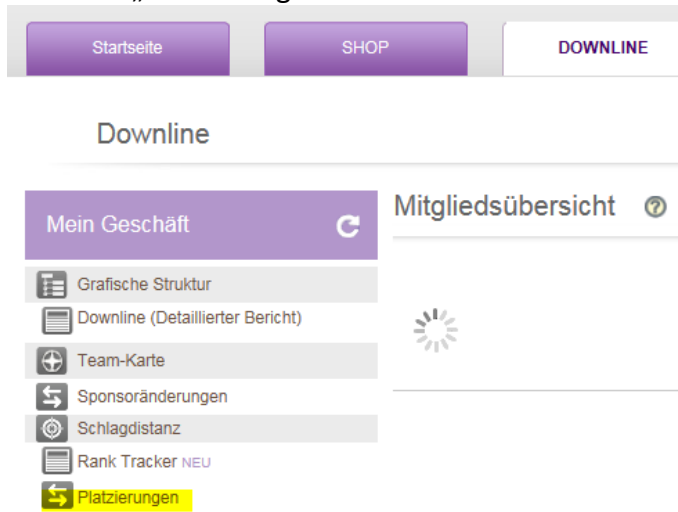 Startseite SHOP DOWNLINE
Downline
Mein Geschäft
Mitgliedsübersicht ?
Grafische Struktur
Downline (Detaillierter Bericht)
Team-Karte
Sponsoränderungen
Schlagdistanz
Rank Tracker NEU
Platzierungen